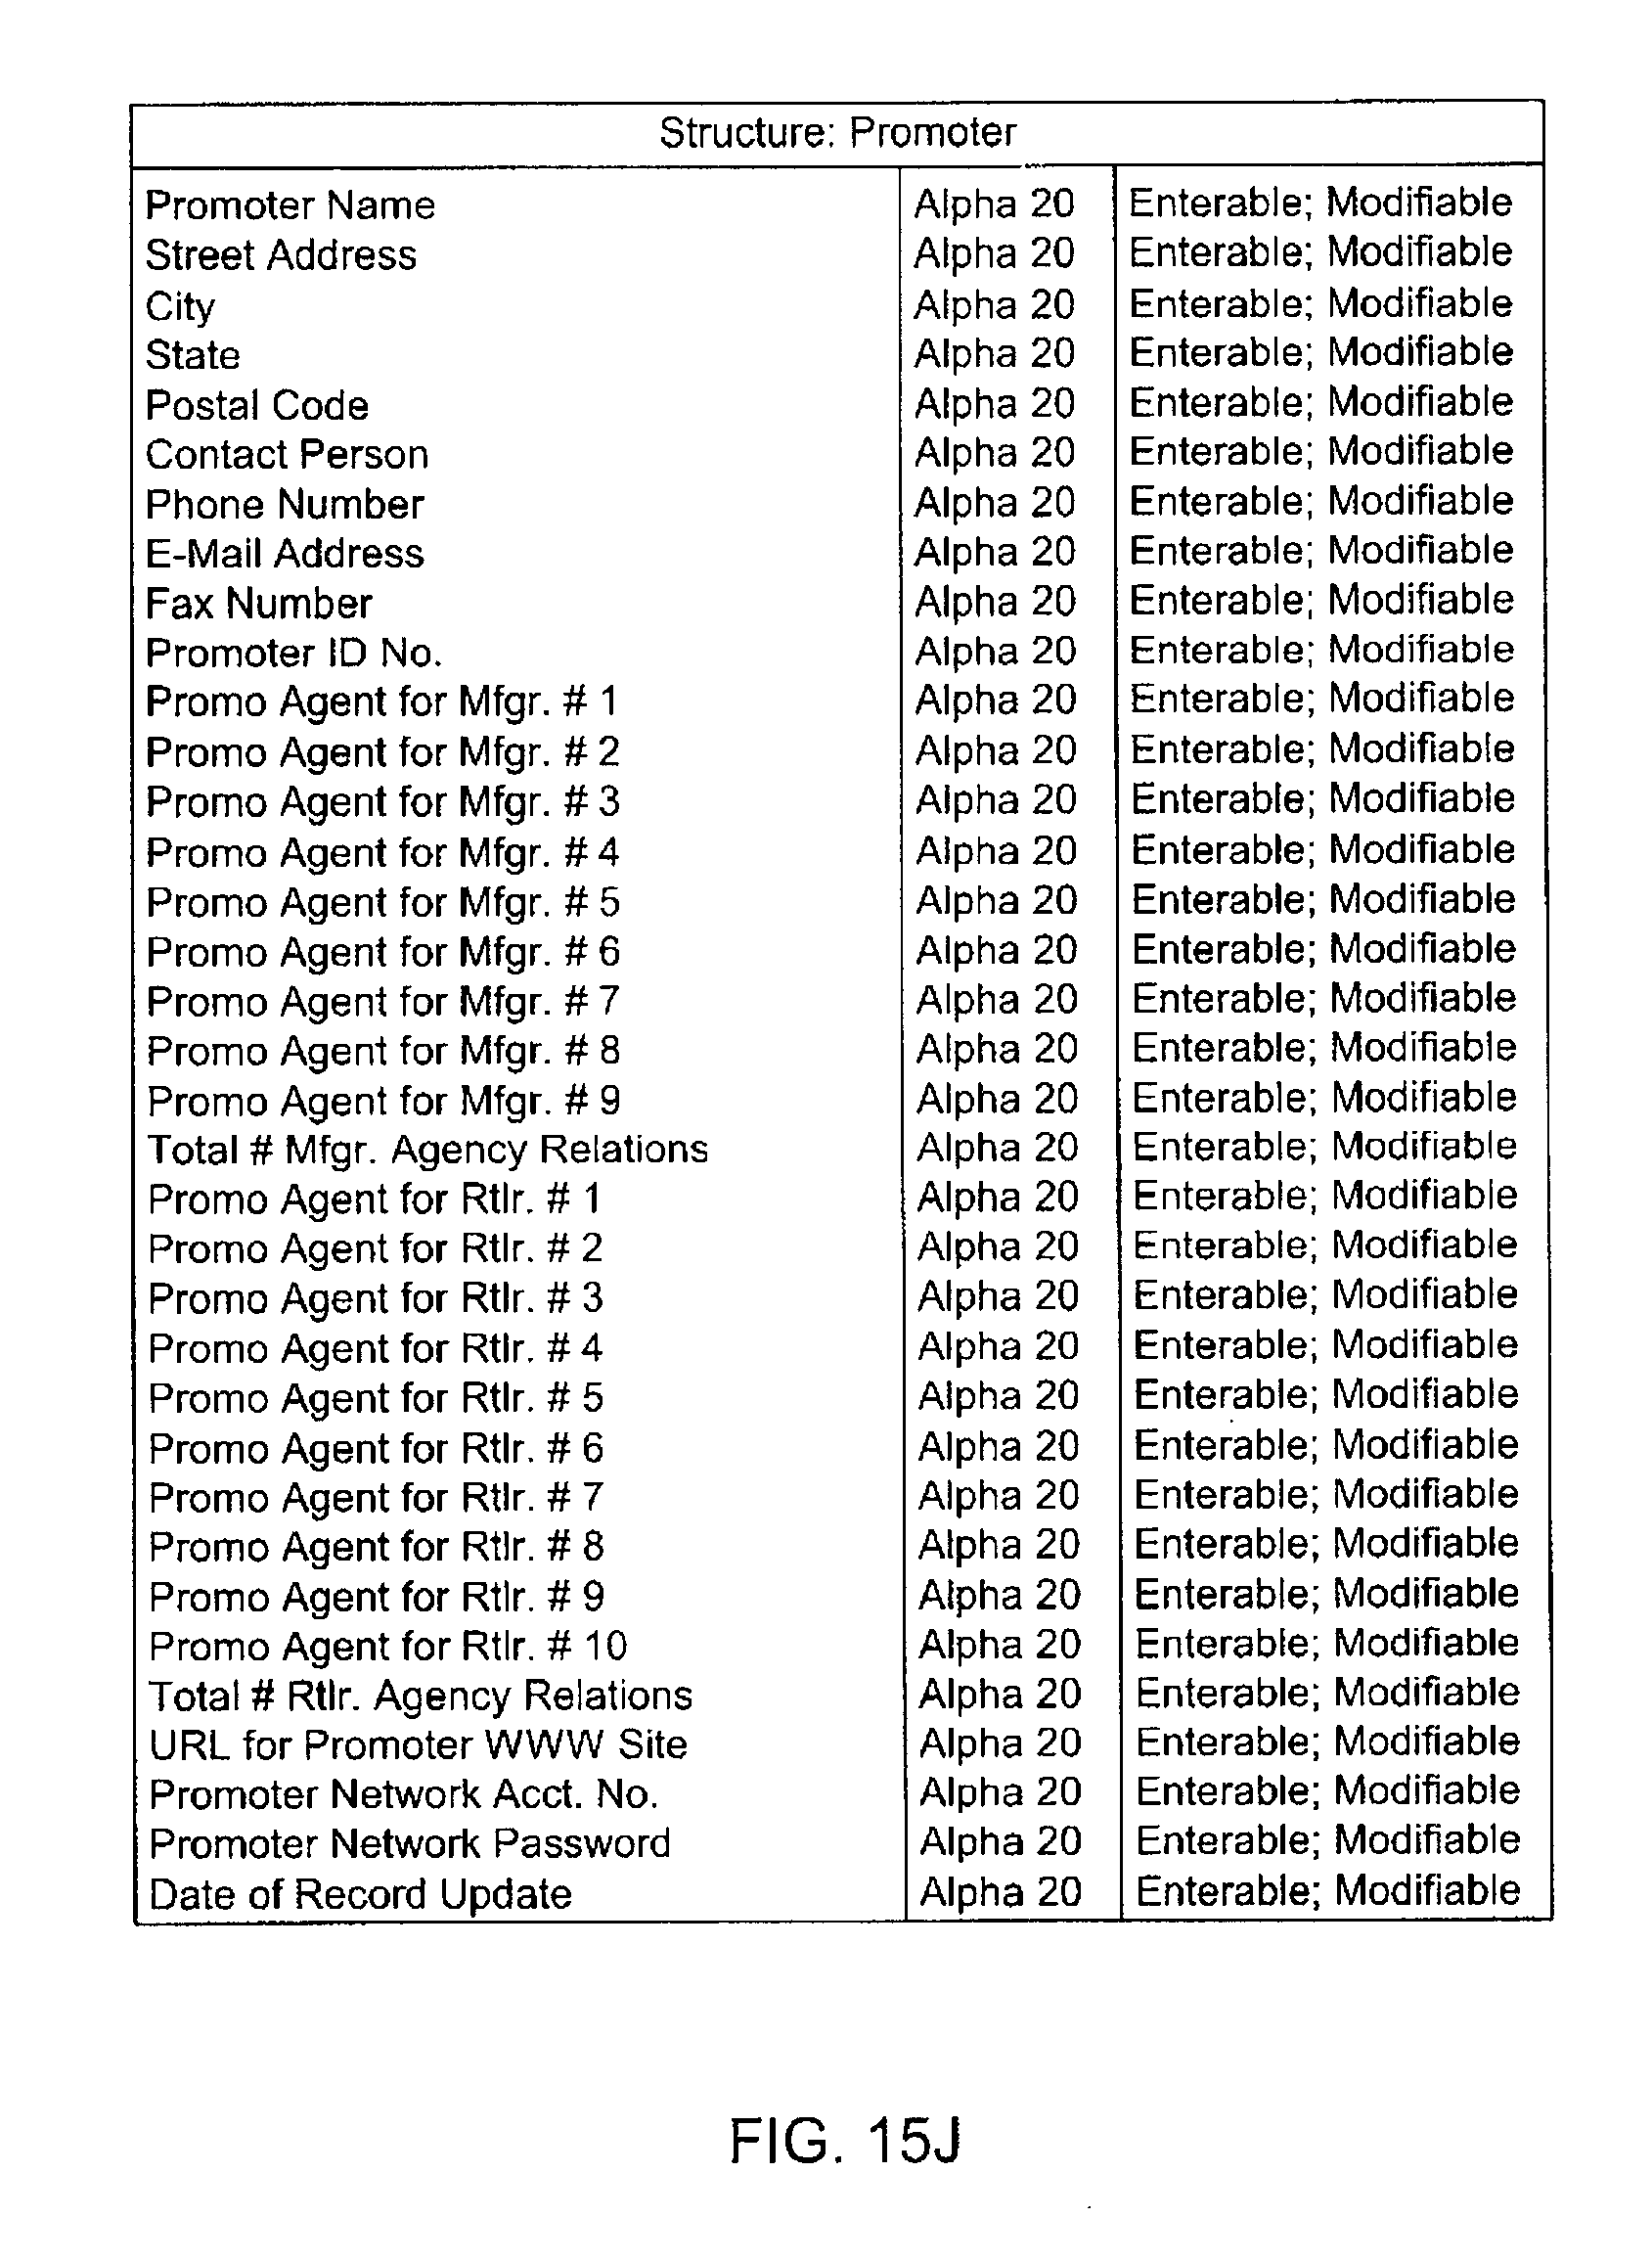 Structure: Promoter
Promoter Name Alpha 20 Enterable; Modifiable
Street Address Alpha 20 Enterable; Modifiable
City Alpha 20 Enterable; Modifiable
State Alpha 20 Enterable; Modifiable
Postal Code Alpha 20 Enterable; Modifiable
Contact Person Alpha 20 Enterable; Modifiable
Phone Number Alpha 20 Enterable; Modifiable
E-Mail Address Alpha 20 Enterable; Modifiable
Fax Number Alpha 20 Enterable; Modifiable
Promoter ID No. Alpha 20 Enterable; Modifiable
Promo Agent for Mfgr. # 1 Alpha 20 Enterable; Modifiable
Promo Agent for Mfgr. # 2 Alpha 20 Enterable; Modifiable
Promo Agent for Mfgr. # 3 Alpha 20 Enterable; Modifiable
Promo Agent for Mfgr. # 4 Alpha 20 Enterable; Modifiable
Promo Agent for Mfgr. # 5 Alpha 20 Enterable; Modifiable
Promo Agent for Mfgr. # 6 Alpha 20 Enterable; Modifiable
Promo Agent for Mfgr. # 7 Alpha 20 Enterable; Modifiable
Promo Agent for Mfgr. # 8 Alpha 20 Enterable; Modifiable
Promo Agent for Mfgr. # 9 Alpha 20 Enterable; Modifiable
Total # Mfgr. Agency Relations Alpha 20 Enterable; Modifiable
Promo Agent for Rtlr. # 1 Alpha 20 Enterable; Modifiable
Promo Agent for Rtlr. # 2 Alpha 20 Enterable; Modifiable
Promo Agent for Rtlr. # 3 Alpha 20 Enterable; Modifiable
Promo Agent for Rtlr. # 4 Alpha 20 Enterable; Modifiable
Promo Agent for Rtlr. # 5 Alpha 20 Enterable; Modifiable
Promo Agent for Rtlr. # 6 Alpha 20 Enterable; Modifiable
Promo Agent for Rtlr. # 7 Alpha 20 Enterable; Modifiable
Promo Agent for Rtlr. # 8 Alpha 20 Enterable; Modifiable
Promo Agent for Rtlr. # 9 Alpha 20 Enterable; Modifiable
Promo Agent for Rtlr. # 10 Alpha 20 Enterable; Modifiable
Total # Rtlr. Agency Relations Alpha 20 Enterable; Modifiable
URL for Promoter WWW Site Alpha 20 Enterable; Modifiable
Promoter Network Acct. No. Alpha 20 Enterable; Modifiable
Promoter Network Password Alpha 20 Enterable; Modifiable
Date of Record Update Alpha 20 Enterable; Modifiable
FIG. 15J